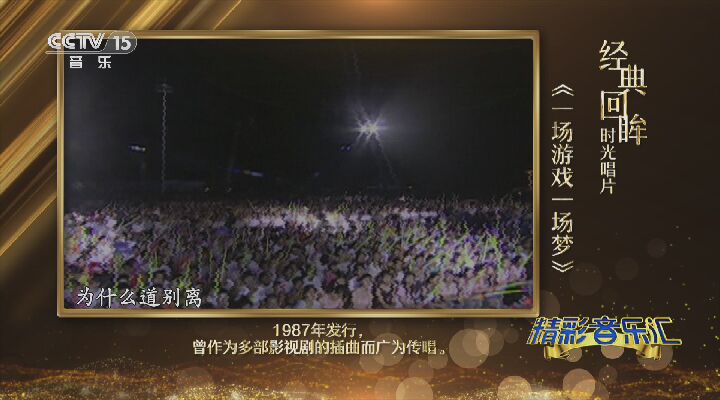 CCTV 15
音乐
经典回眸
时光唱片
《一场游戏一场梦》
为什么道别离
1987年发行，
曾作为多部影视剧的插曲而广为传唱。
精彩音乐汇